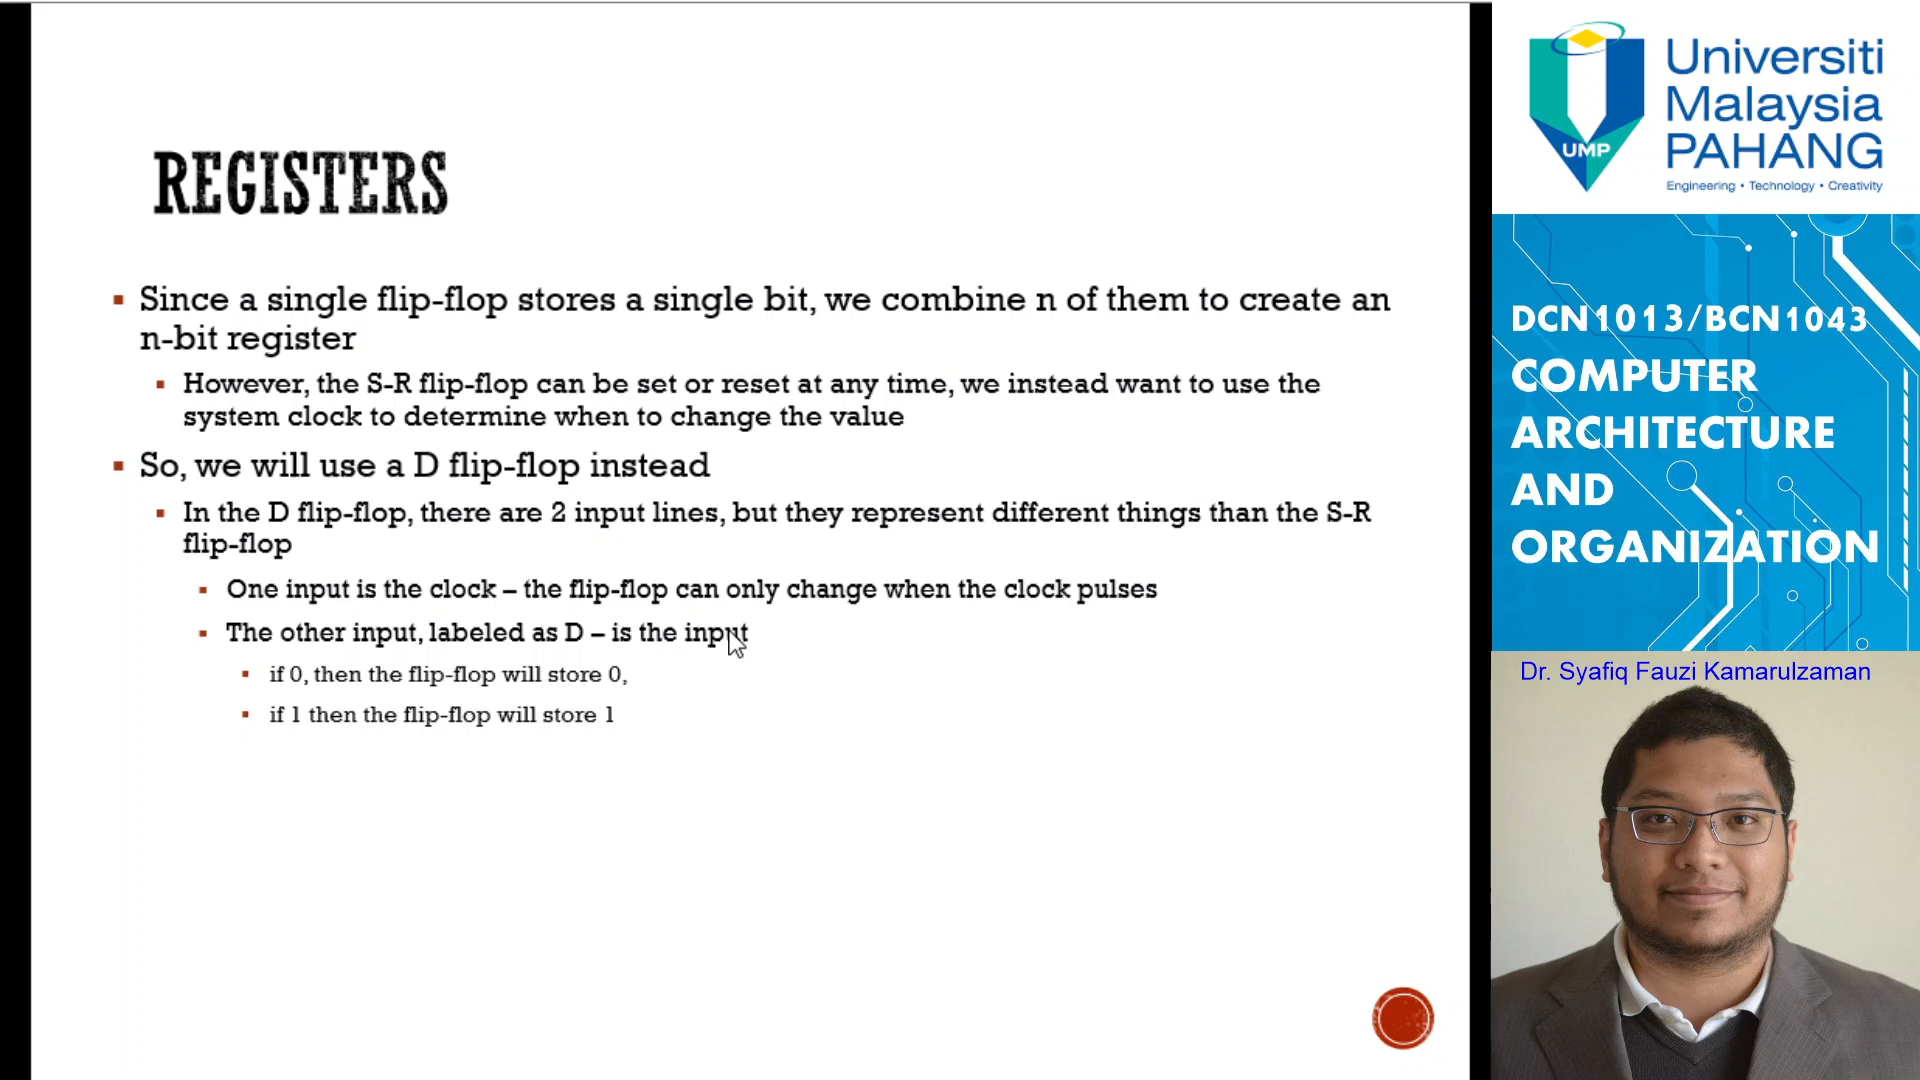 REGISTERS
▪ Since a single flip-flop stores a single bit, we combine n of them to create an
n-bit register
▪ However, the S-R flip-flop can be set or reset at any time, we instead want to use the
system clock to determine when to change the value
▪ So, we will use a D flip-flop instead
▪ In the D flip-flop, there are 2 input lines, but they represent different things than the S-R
flip-flop
▪ One input is the clock – the flip-flop can only change when the clock pulses
▪ The other input, labeled as D – is the input
▪ if 0, then the flip-flop will store 0,
▪ if 1 then the flip-flop will store 1
UMP
Universiti
Malaysia
PAHANG
Engineering • Technology • Creativity
DCN1013/BCN1043
COMPUTER
ARCHITECTURE
AND
ORGANIZATION
Dr. Syafiq Fauzi Kamarulzaman